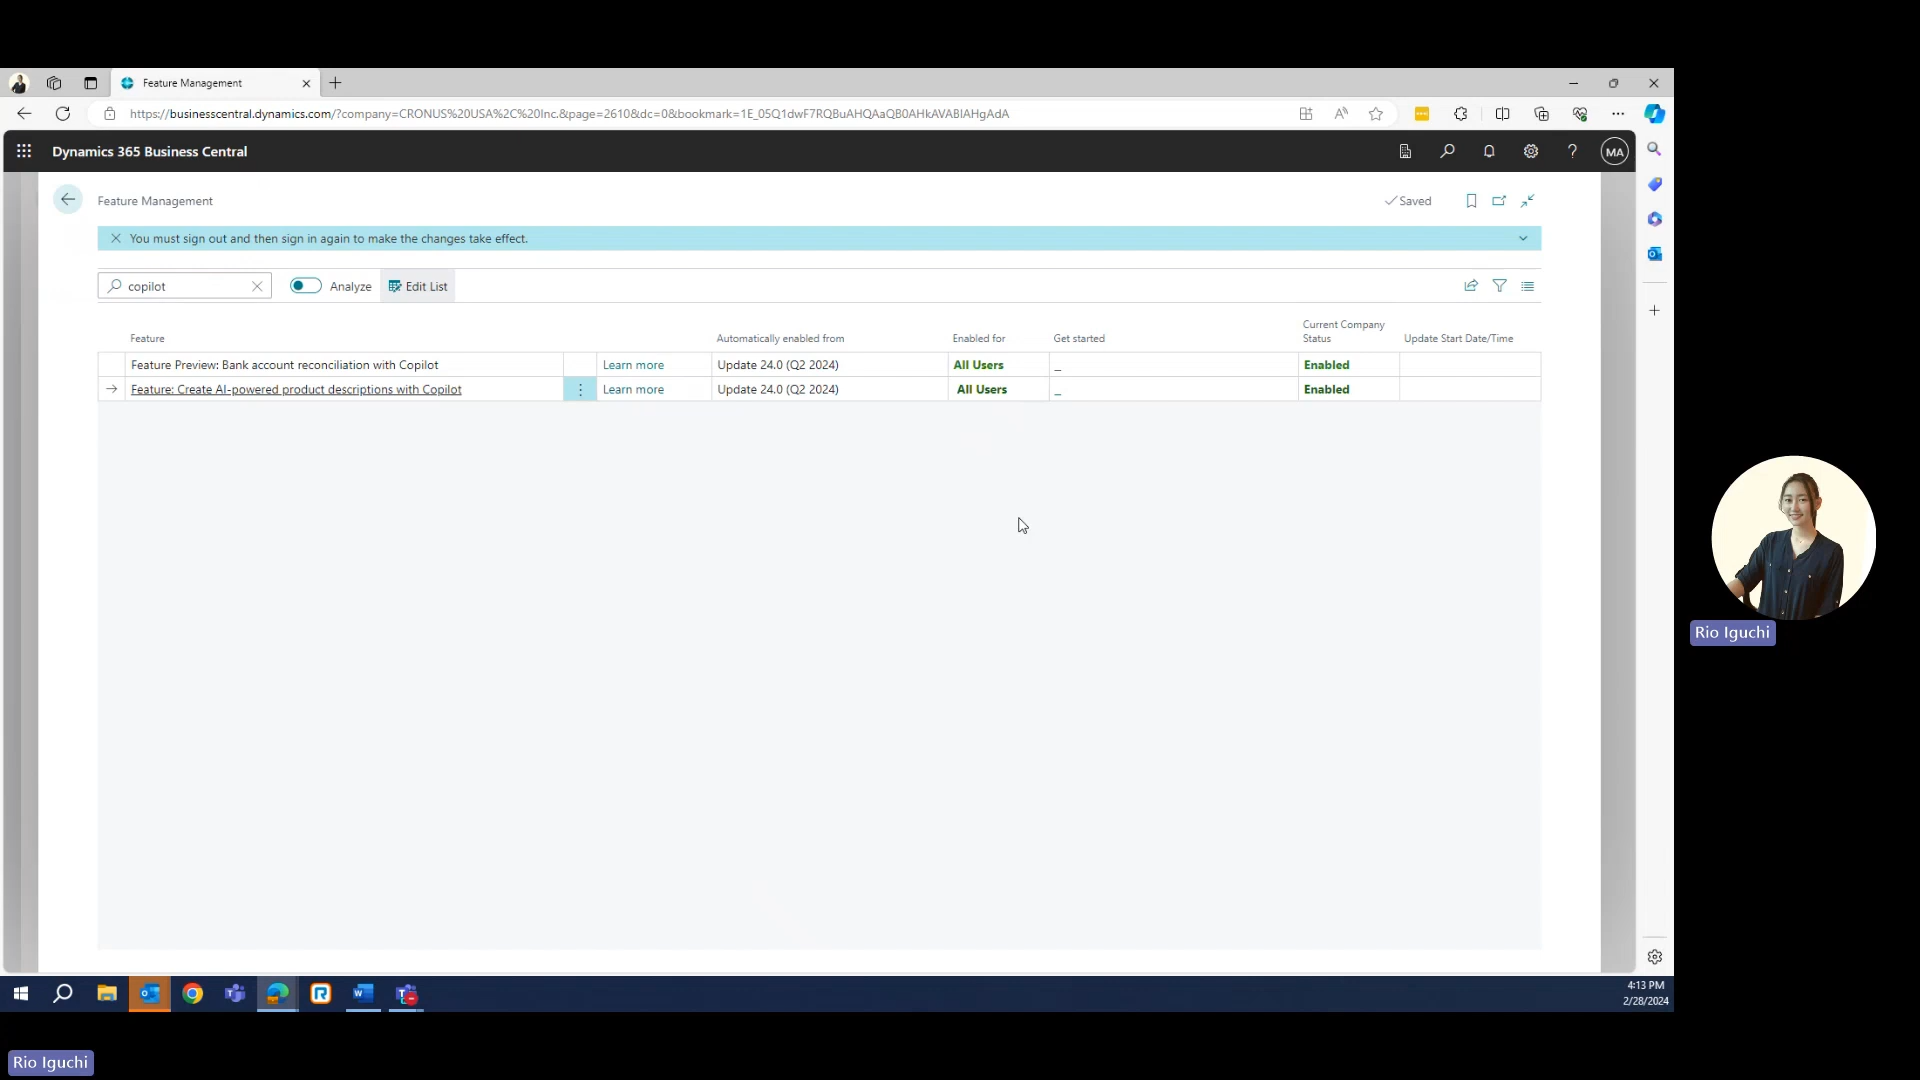 Feature Management
https://businesscentral.dynamics.com/?company=CRONUS%20USA%2C%20Inc.&page=2610&dc=0&bookmark=1E_05Q1dwF7RQBuAHQAaQB0AHkAVABIAHgAdA
Dynamics 365 Business Central
MA
Feature Management
Saved
You must sign out and then sign in again to make the changes take effect.
copilot
Analyze
Edit List
Feature
Automatically enabled from
Enabled for
Get started
Current Company Status
Update Start Date/Time
Feature Preview: Bank account reconciliation with Copilot
Learn more
Update 24.0 (Q2 2024)
All Users
_
Enabled
Feature: Create AI-powered product descriptions with Copilot
Learn more
Update 24.0 (Q2 2024)
All Users
_
Enabled
Rio Iguchi
4:13 PM
2/28/2024
Rio Iguchi